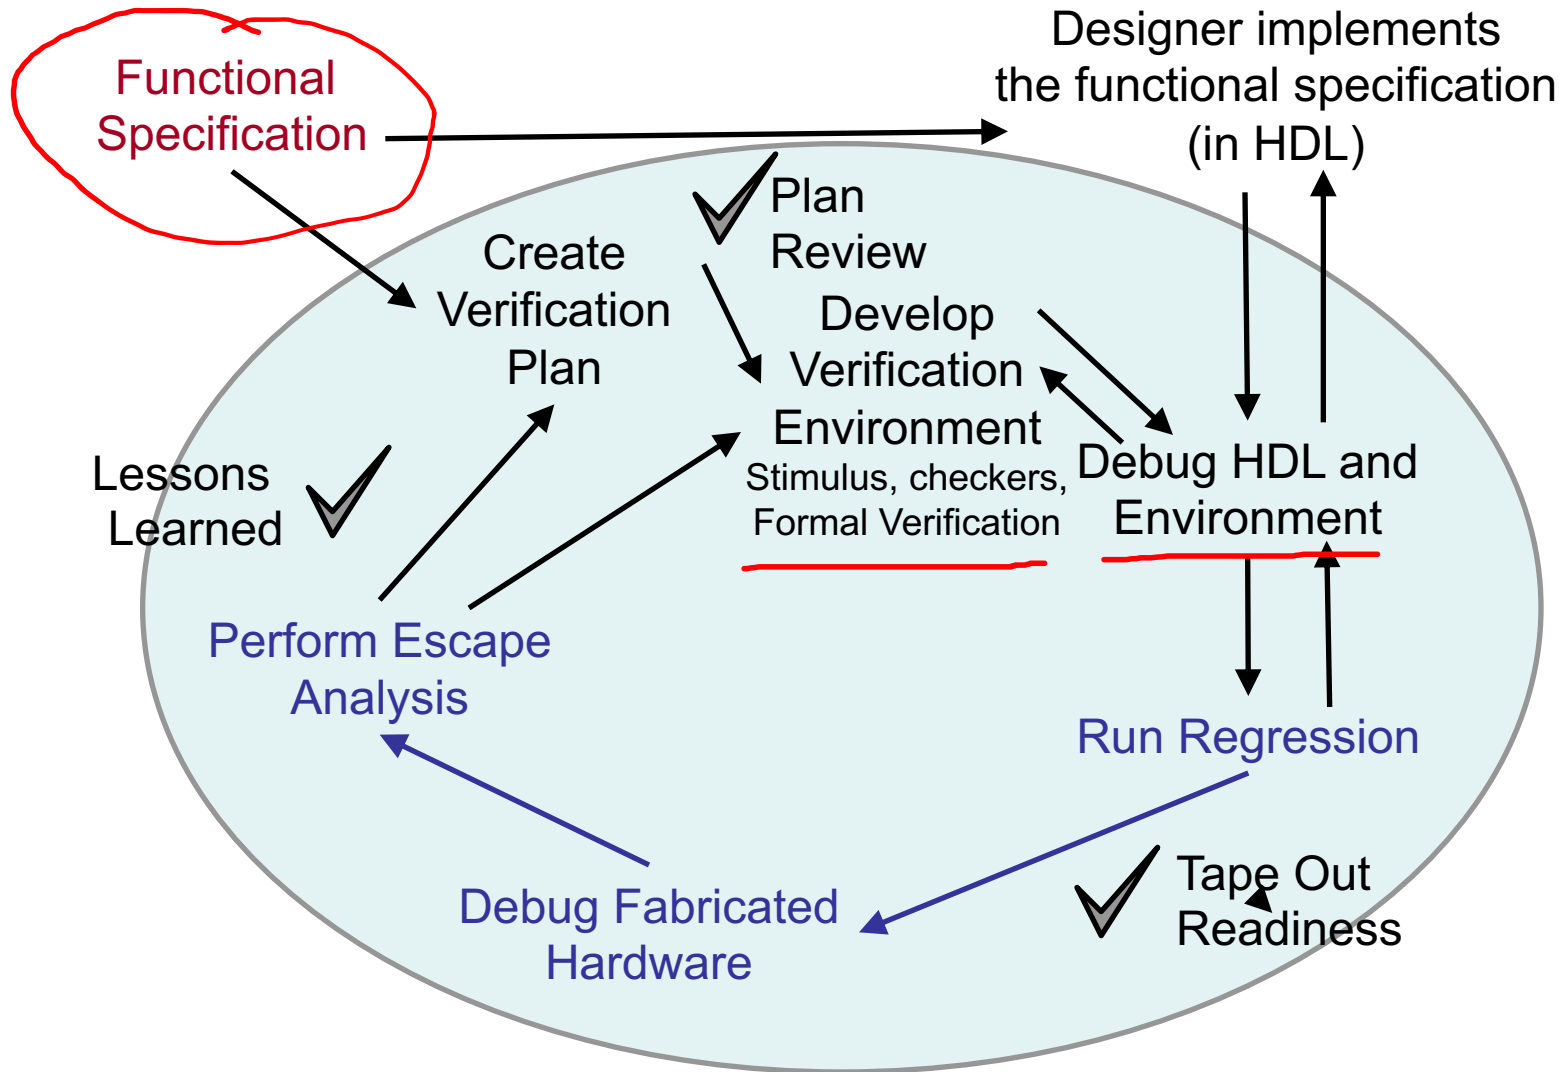 Functional
Specification
Designer implements
the functional specification
(in HDL)
Plan
Review
Create
Verification
Plan
Develop
Verification
Environment
Stimulus, checkers,
Formal Verification
Debug HDL and
Environment
Lessons
Learned
Perform Escape
Analysis
Run Regression
Tape Out
Readiness
Debug Fabricated
Hardware